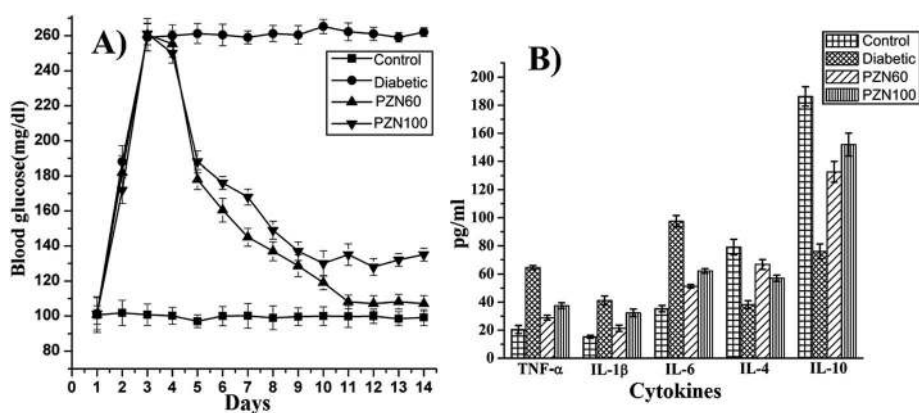 A)
Blood glucose(mg/dl)
260
240
220
200
180
160
140
120
100
80
0 1 2 3 4 5 6 7 8 9 10 11 12 13 14
Days
Control
Diabetic
PZN60
PZN100
B)
pg/ml
200
180
160
140
120
100
80
60
40
20
0
TNF-α IL-1β IL-6 IL-4 IL-10
Cytokines
Control
Diabetic
PZN60
PZN100